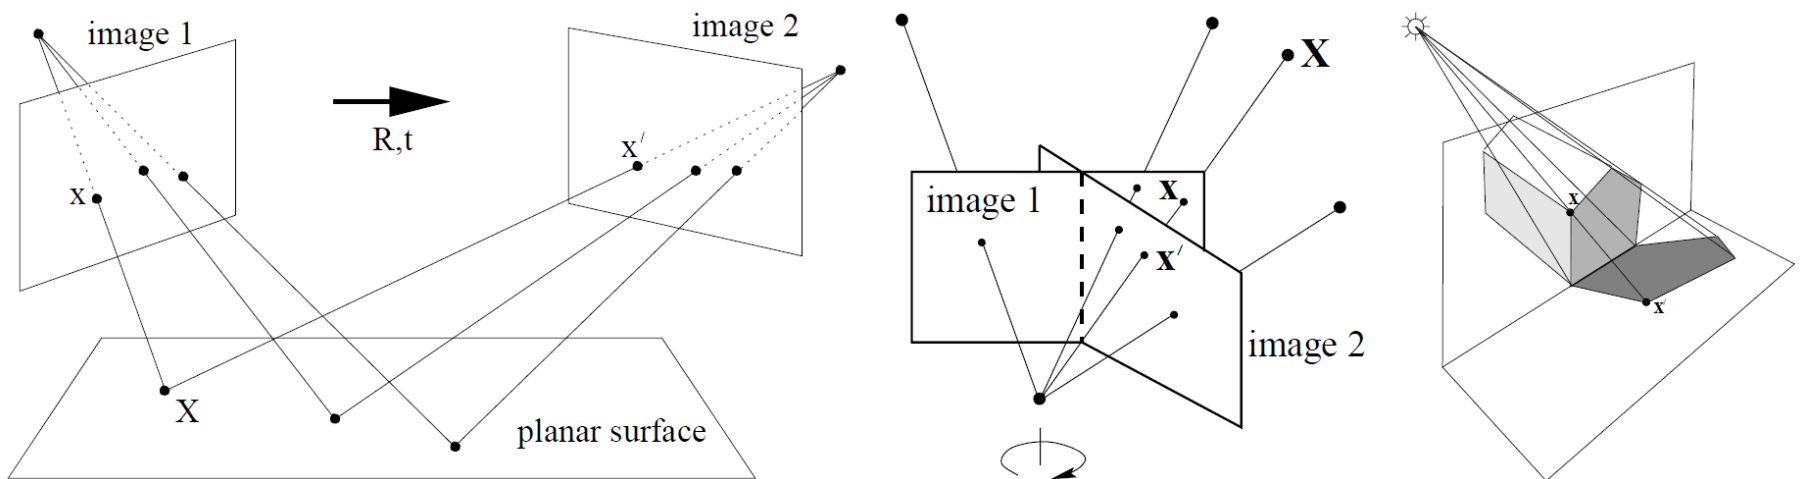 image 1
image 2
R,t
x
x′
X
planar surface
X
image 1
x
x′
image 2
x
x′